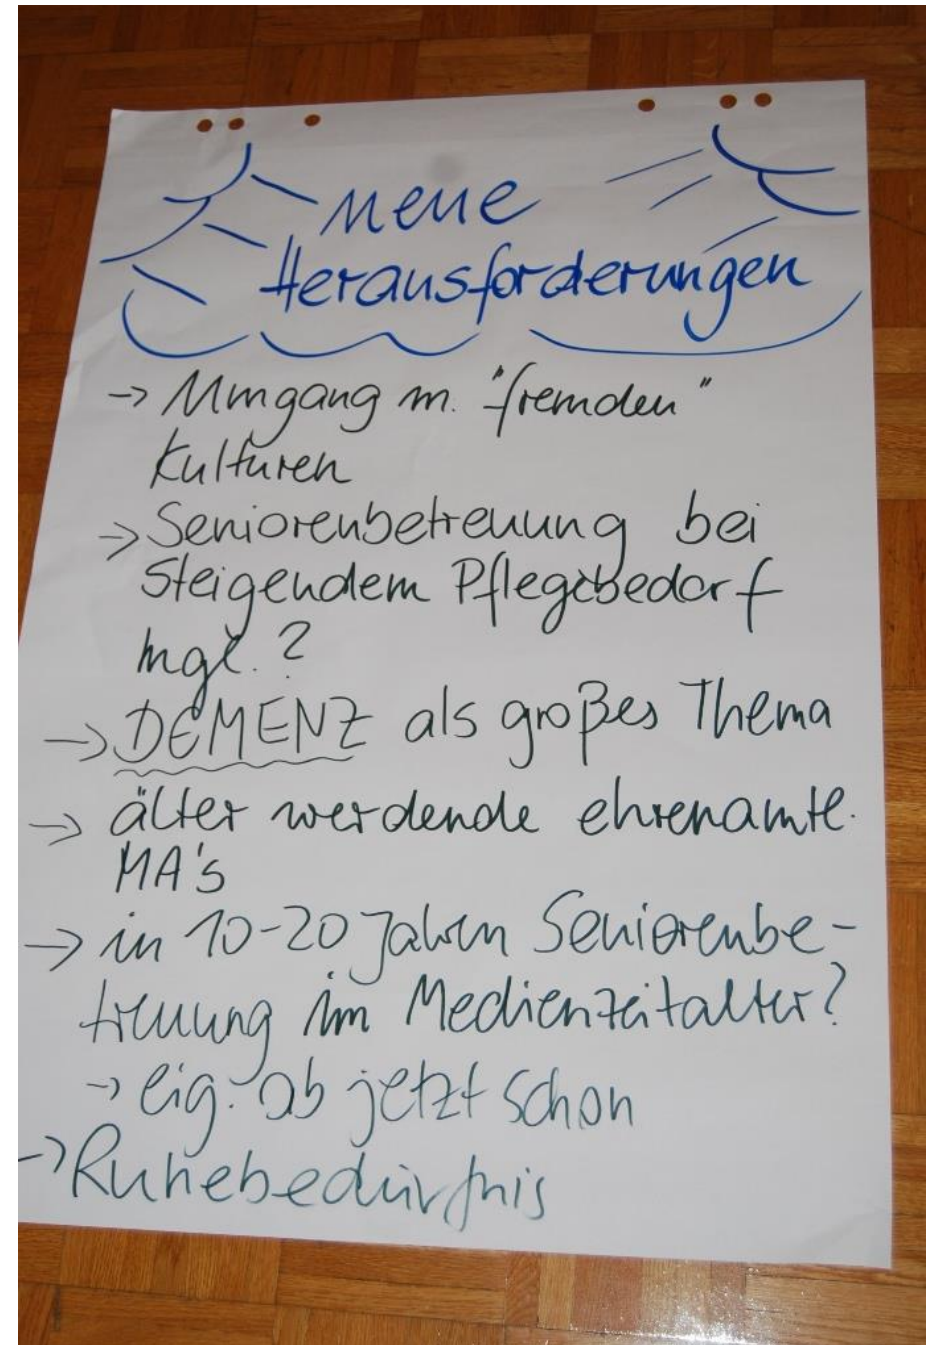 neue
Herausforderungen
-> Umgang m. "fremden"
Kulturen
-> Seniorenbetreuung bei
steigendem Pflegebedarf
mgl.?
-> DEMENZ als großes Thema
-> älter werdende ehrenamtl.
MA's
-> in 10-20 Jahren Seniorenbe-
treuung im Medienzeitalter?
-> eig. ab jetzt schon
-> Ruhebedürfnis